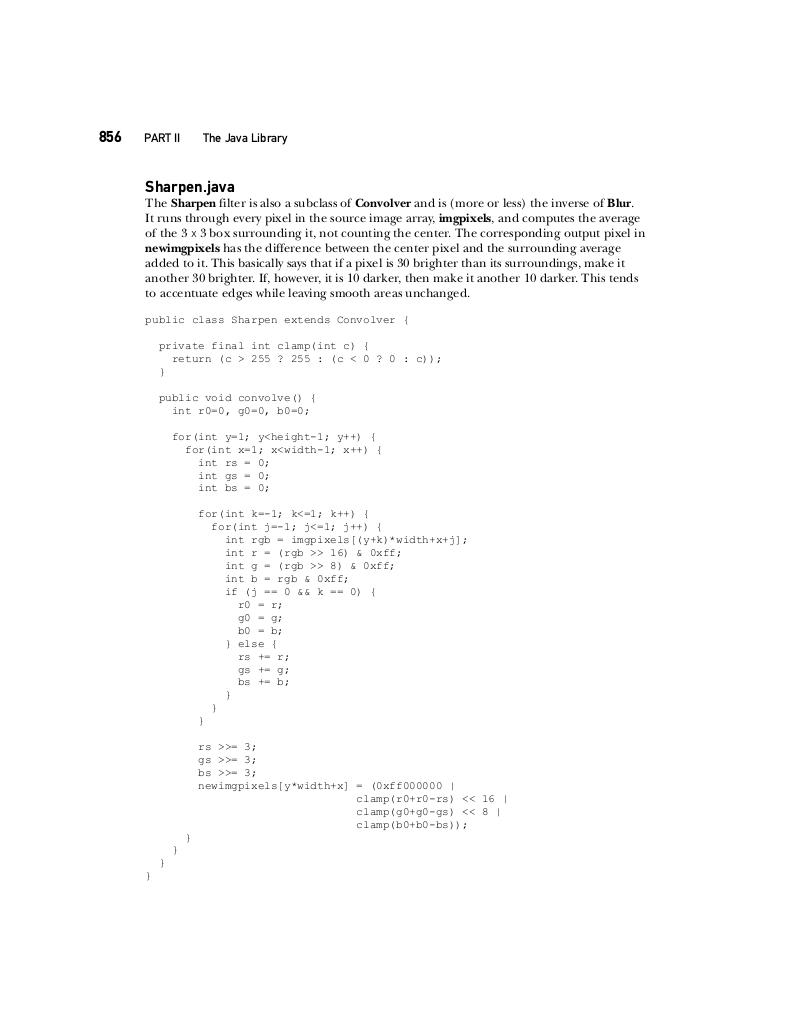 856 PART II The Java Library
Sharpen.java
The Sharpen filter is also a subclass of Convolver and is (more or less) the inverse of Blur.
It runs through every pixel in the source image array, imgpixels, and computes the average
of the 3 x 3 box surrounding it, not counting the center. The corresponding output pixel in
newimgpixels has the difference between the center pixel and the surrounding average
added to it. This basically says that if a pixel is 30 brighter than its surroundings, make it
another 30 brighter. If, however, it is 10 darker, then make it another 10 darker. This tends
to accentuate edges while leaving smooth areas unchanged.
public class Sharpen extends Convolver {
  private final int clamp(int c) {
    return (c > 255 ? 255 : (c < 0 ? 0 : c));
  }
  public void convolve() {
    int r0=0, g0=0, b0=0;
    for(int y=1; y<height-1; y++) {
      for(int x=1; x<width-1; x++) {
        int rs = 0;
        int gs = 0;
        int bs = 0;
        for(int k=-1; k<=1; k++) {
          for(int j=-1; j<=1; j++) {
            int rgb = imgpixels[(y+k)*width+x+j];
            int r = (rgb >> 16) & 0xff;
            int g = (rgb >> 8) & 0xff;
            int b = rgb & 0xff;
            if (j == 0 && k == 0) {
              r0 = r;
              g0 = g;
              b0 = b;
            } else {
              rs += r;
              gs += g;
              bs += b;
            }
          }
        }
        rs >>= 3;
        gs >>= 3;
        bs >>= 3;
        newimgpixels[y*width+x] = (0xff000000 |
                                clamp(r0+r0-rs) << 16 |
                                clamp(g0+g0-gs) << 8 |
                                clamp(b0+b0-bs));
      }
    }
  }
}